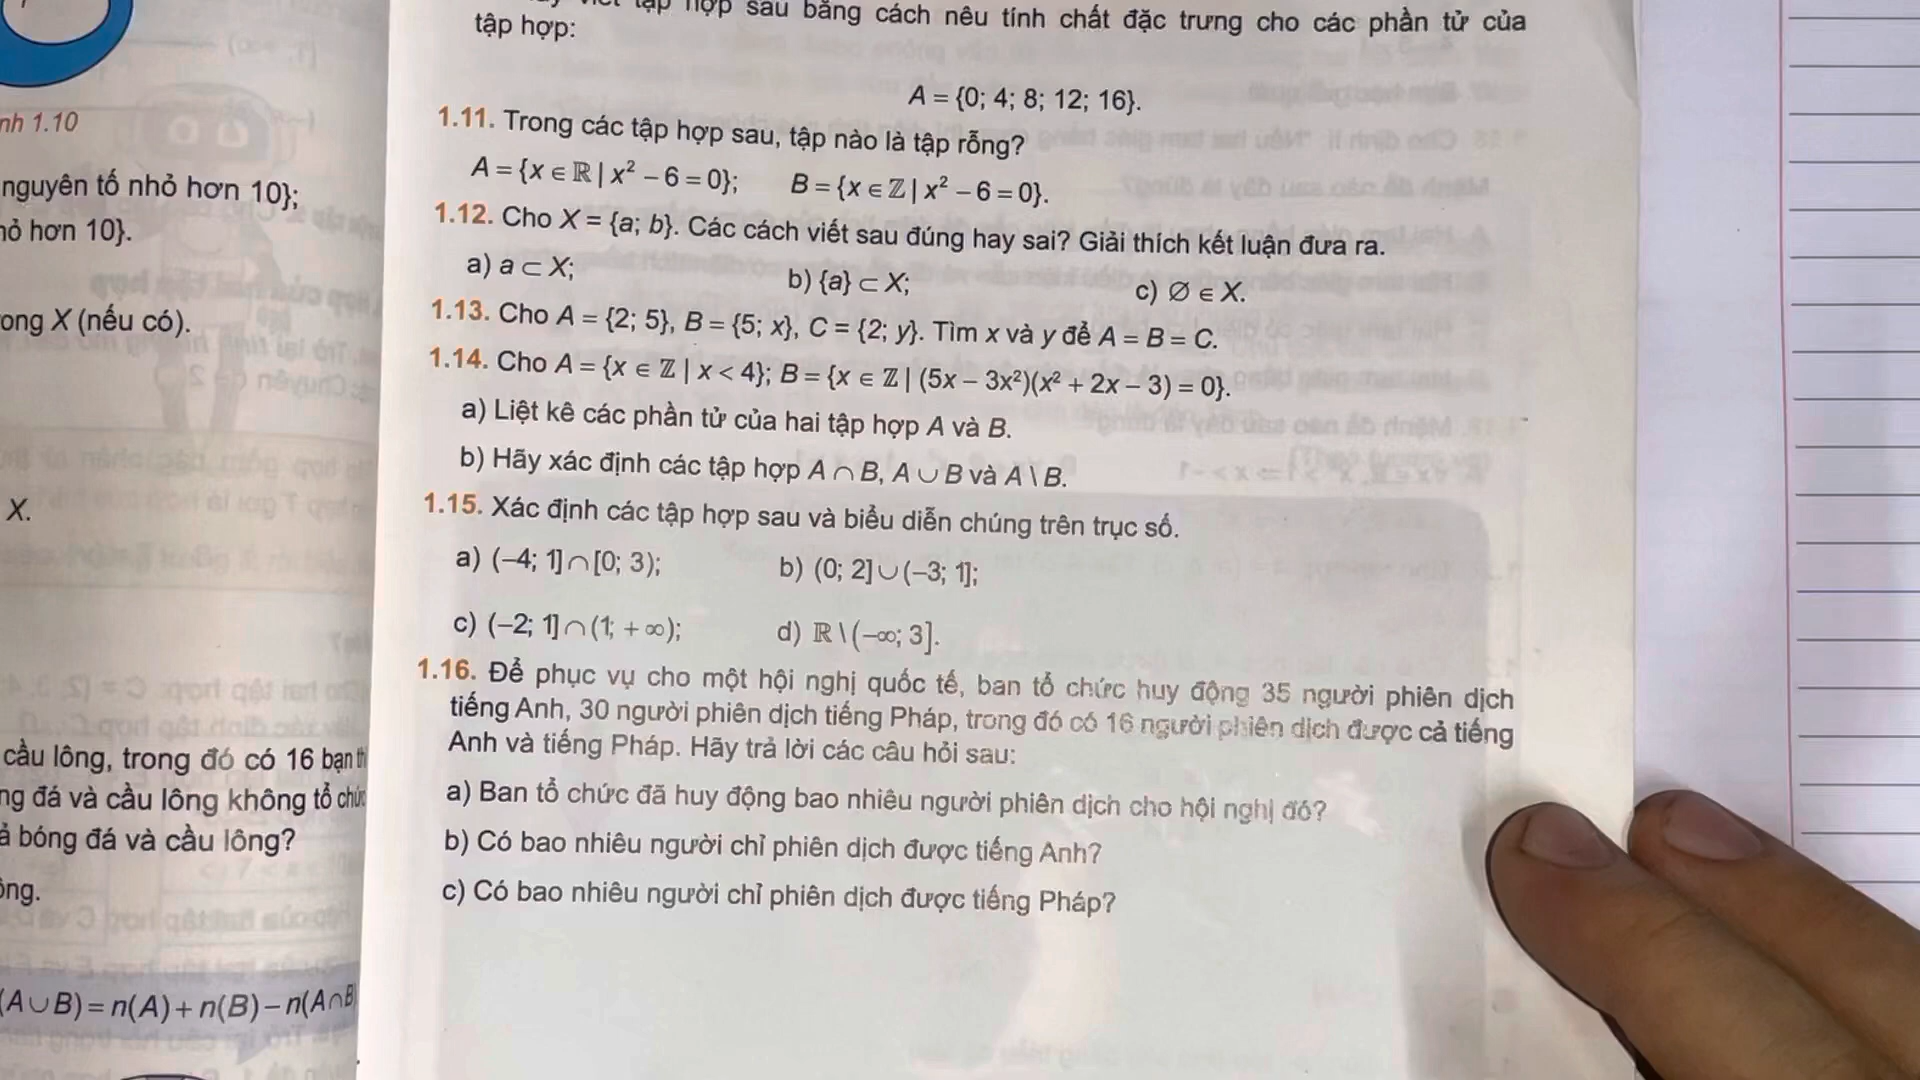 tập hợp sau bằng cách nêu tính chất đặc trưng cho các phần tử của
tập hợp:
A = {0; 4; 8; 12; 16}.
1.11. Trong các tập hợp sau, tập nào là tập rỗng?
A = {x ∈ ℝ | x² − 6 = 0}; B = {x ∈ ℤ | x² − 6 = 0}.
1.12. Cho X = {a; b}. Các cách viết sau đúng hay sai? Giải thích kết luận đưa ra.
a) a ⊂ X; b) {a} ⊂ X; c) ∅ ∈ X.
1.13. Cho A = {2; 5}, B = {5; x}, C = {2; y}. Tìm x và y để A = B = C.
1.14. Cho A = {x ∈ ℤ | x < 4}; B = {x ∈ ℤ | (5x − 3x²)(x² + 2x − 3) = 0}.
a) Liệt kê các phần tử của hai tập hợp A và B.
b) Hãy xác định các tập hợp A ∩ B, A ∪ B và A \ B.
1.15. Xác định các tập hợp sau và biểu diễn chúng trên trục số.
a) (−4; 1] ∩ [0; 3); b) (0; 2] ∪ (−3; 1];
c) (−2; 1] ∩ (1; +∞); d) ℝ \ (−∞; 3].
1.16. Để phục vụ cho một hội nghị quốc tế, ban tổ chức huy động 35 người phiên dịch
tiếng Anh, 30 người phiên dịch tiếng Pháp, trong đó có 16 người phiên dịch được cả tiếng
Anh và tiếng Pháp. Hãy trả lời các câu hỏi sau:
a) Ban tổ chức đã huy động bao nhiêu người phiên dịch cho hội nghị đó?
b) Có bao nhiêu người chỉ phiên dịch được tiếng Anh?
c) Có bao nhiêu người chỉ phiên dịch được tiếng Pháp?
1.10
nguyên tố nhỏ hơn 10};
hơn 10}.
X (nếu có).
X.
cầu lông, trong đó có 16 bạn
đá và cầu lông không tổ
bóng đá và cầu lông?
(A ∪ B) = n(A) + n(B) − n(A ∩ B